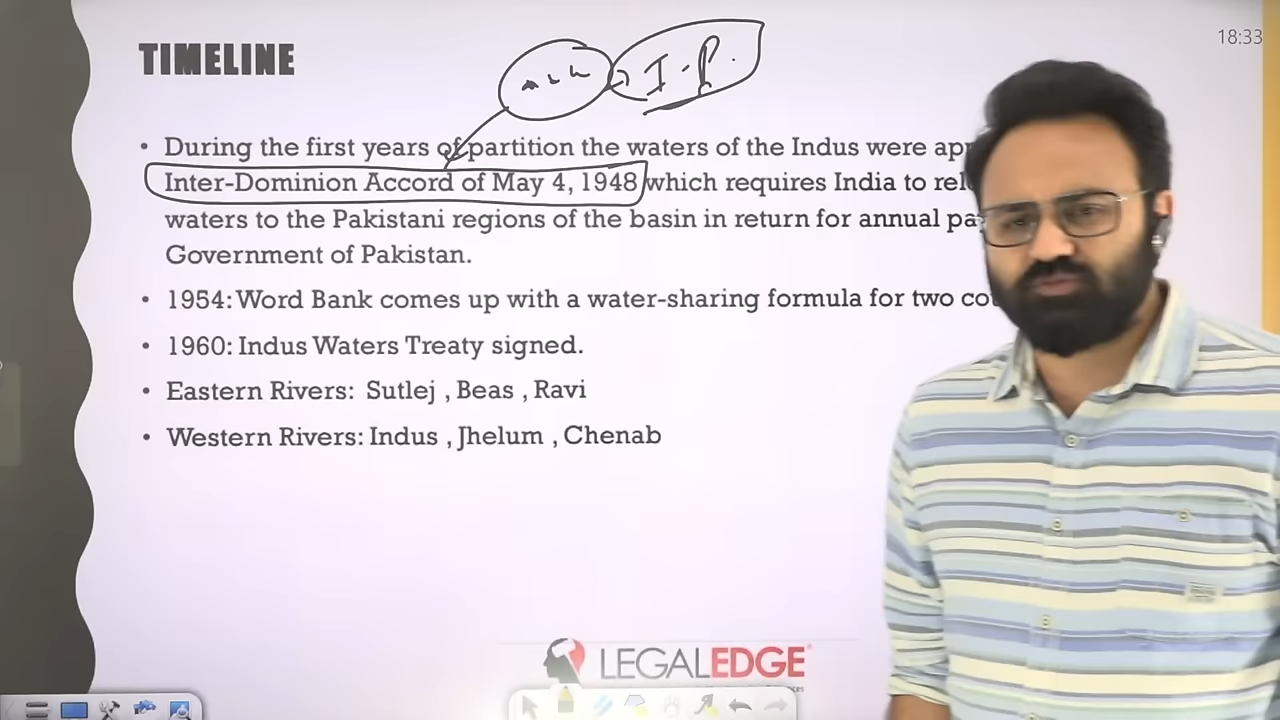 18:33
TIMELINE
I-P.
• During the first years of partition the waters of the Indus were
Inter-Dominion Accord of May 4, 1948 which requires India to
waters to the Pakistani regions of the basin in return for annual
Government of Pakistan.
• 1954: Word Bank comes up with a water-sharing formula for two
• 1960: Indus Waters Treaty signed.
• Eastern Rivers: Sutlej , Beas , Ravi
• Western Rivers: Indus , Jhelum , Chenab
LEGALEDGE